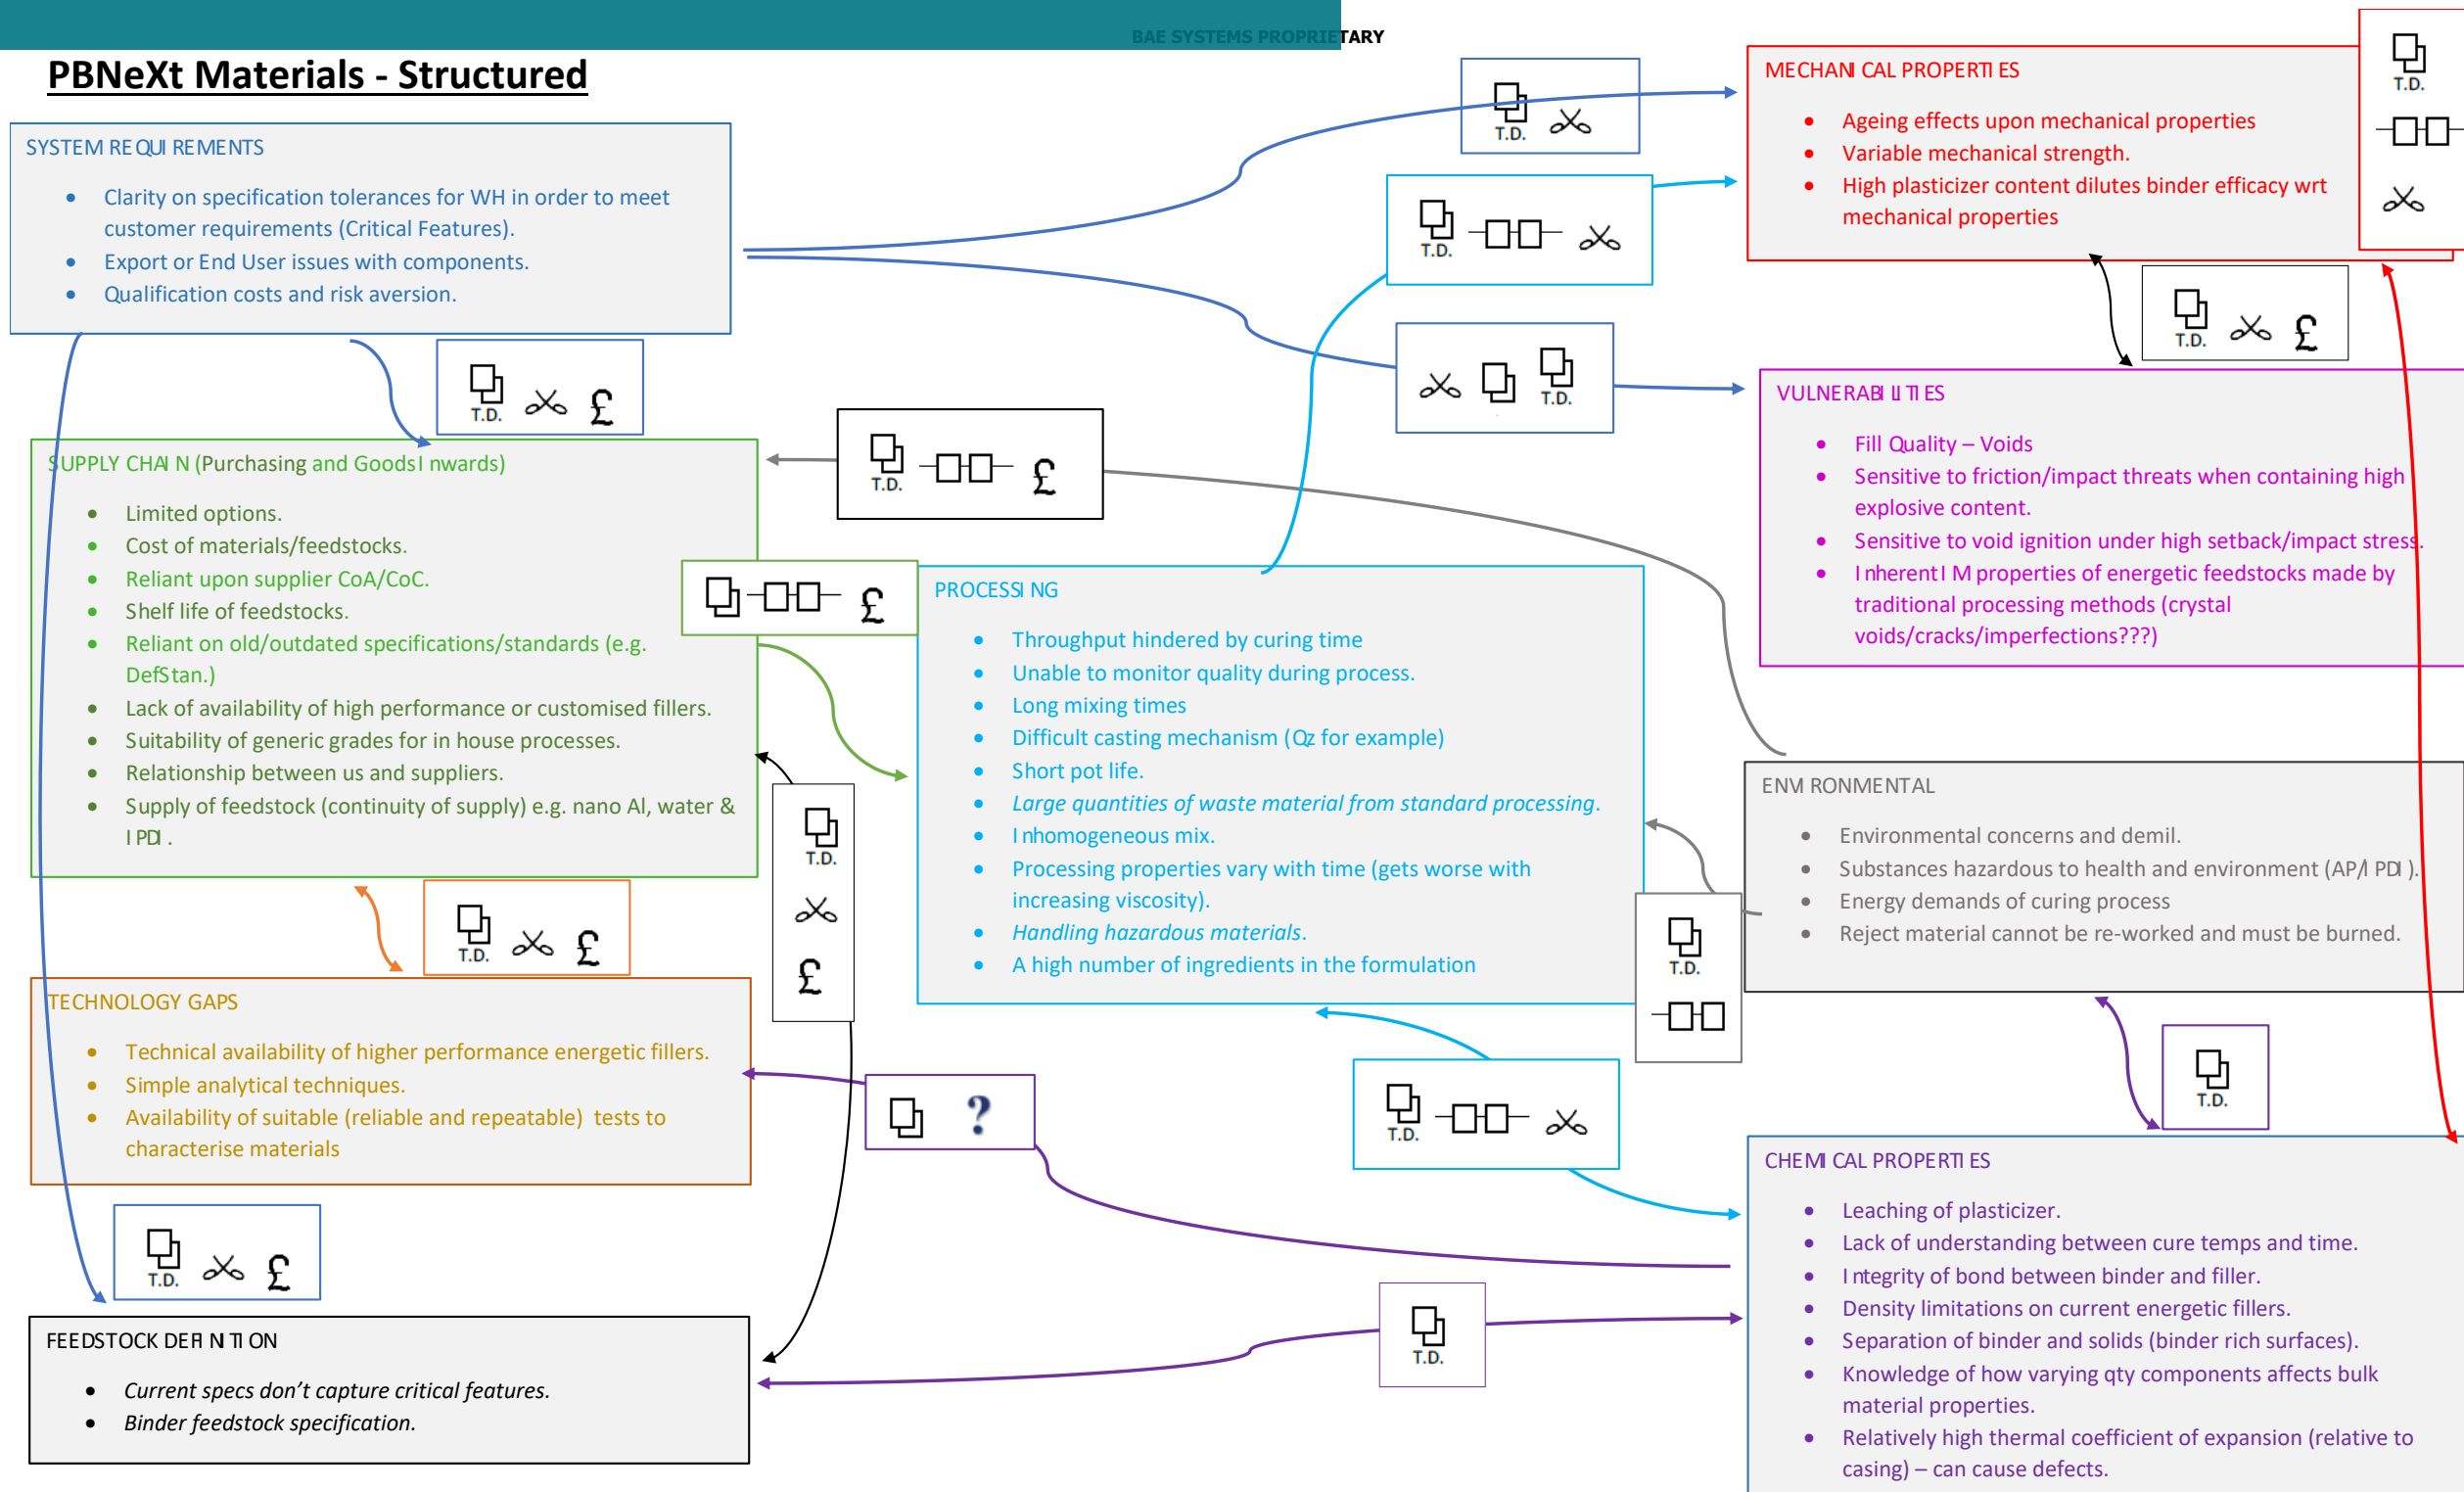 BAE SYSTEMS PROPRIETARY
PBNeXt Materials - Structured
SYSTEM REQUIREMENTS
• Clarity on specification tolerances for WH in order to meet
customer requirements (Critical Features).
• Export or End User issues with components.
• Qualification costs and risk aversion.
T.D. £
SUPPLY CHAIN (Purchasing and Goods Inwards)
• Limited options.
• Cost of materials/feedstocks.
• Reliant upon supplier CoA/CoC.
• Shelf life of feedstocks.
• Reliant on old/outdated specifications/standards (e.g.
DefStan.)
• Lack of availability of high performance or customised fillers.
• Suitability of generic grades for in house processes.
• Relationship between us and suppliers.
• Supply of feedstock (continuity of supply) e.g. nano Al, water &
IPDI.
T.D. £
TECHNOLOGY GAPS
• Technical availability of higher performance energetic fillers.
• Simple analytical techniques.
• Availability of suitable (reliable and repeatable) tests to
characterise materials
T.D. £
FEEDSTOCK DEFINITION
• Current specs don't capture critical features.
• Binder feedstock specification.
T.D.
T.D.
T.D.
T.D. £
£
PROCESSING
• Throughput hindered by curing time
• Unable to monitor quality during process.
• Long mixing times
• Difficult casting mechanism (Qz for example)
• Short pot life.
• Large quantities of waste material from standard processing.
• Inhomogeneous mix.
• Processing properties vary with time (gets worse with
increasing viscosity).
• Handling hazardous materials.
• A high number of ingredients in the formulation
T.D.
£
?
T.D.
T.D.
T.D.
MECHANICAL PROPERTIES
• Ageing effects upon mechanical properties
• Variable mechanical strength.
• High plasticizer content dilutes binder efficacy wrt
mechanical properties
T.D.
T.D. £
VULNERABILITIES
• Fill Quality – Voids
• Sensitive to friction/impact threats when containing high
explosive content.
• Sensitive to void ignition under high setback/impact stress.
• Inherent IM properties of energetic feedstocks made by
traditional processing methods (crystal
voids/cracks/imperfections???)
ENVIRONMENTAL
• Environmental concerns and demil.
• Substances hazardous to health and environment (AP/IPDI).
• Energy demands of curing process
• Reject material cannot be re-worked and must be burned.
T.D.
CHEMICAL PROPERTIES
• Leaching of plasticizer.
• Lack of understanding between cure temps and time.
• Integrity of bond between binder and filler.
• Density limitations on current energetic fillers.
• Separation of binder and solids (binder rich surfaces).
• Knowledge of how varying qty components affects bulk
material properties.
• Relatively high thermal coefficient of expansion (relative to
casing) – can cause defects.